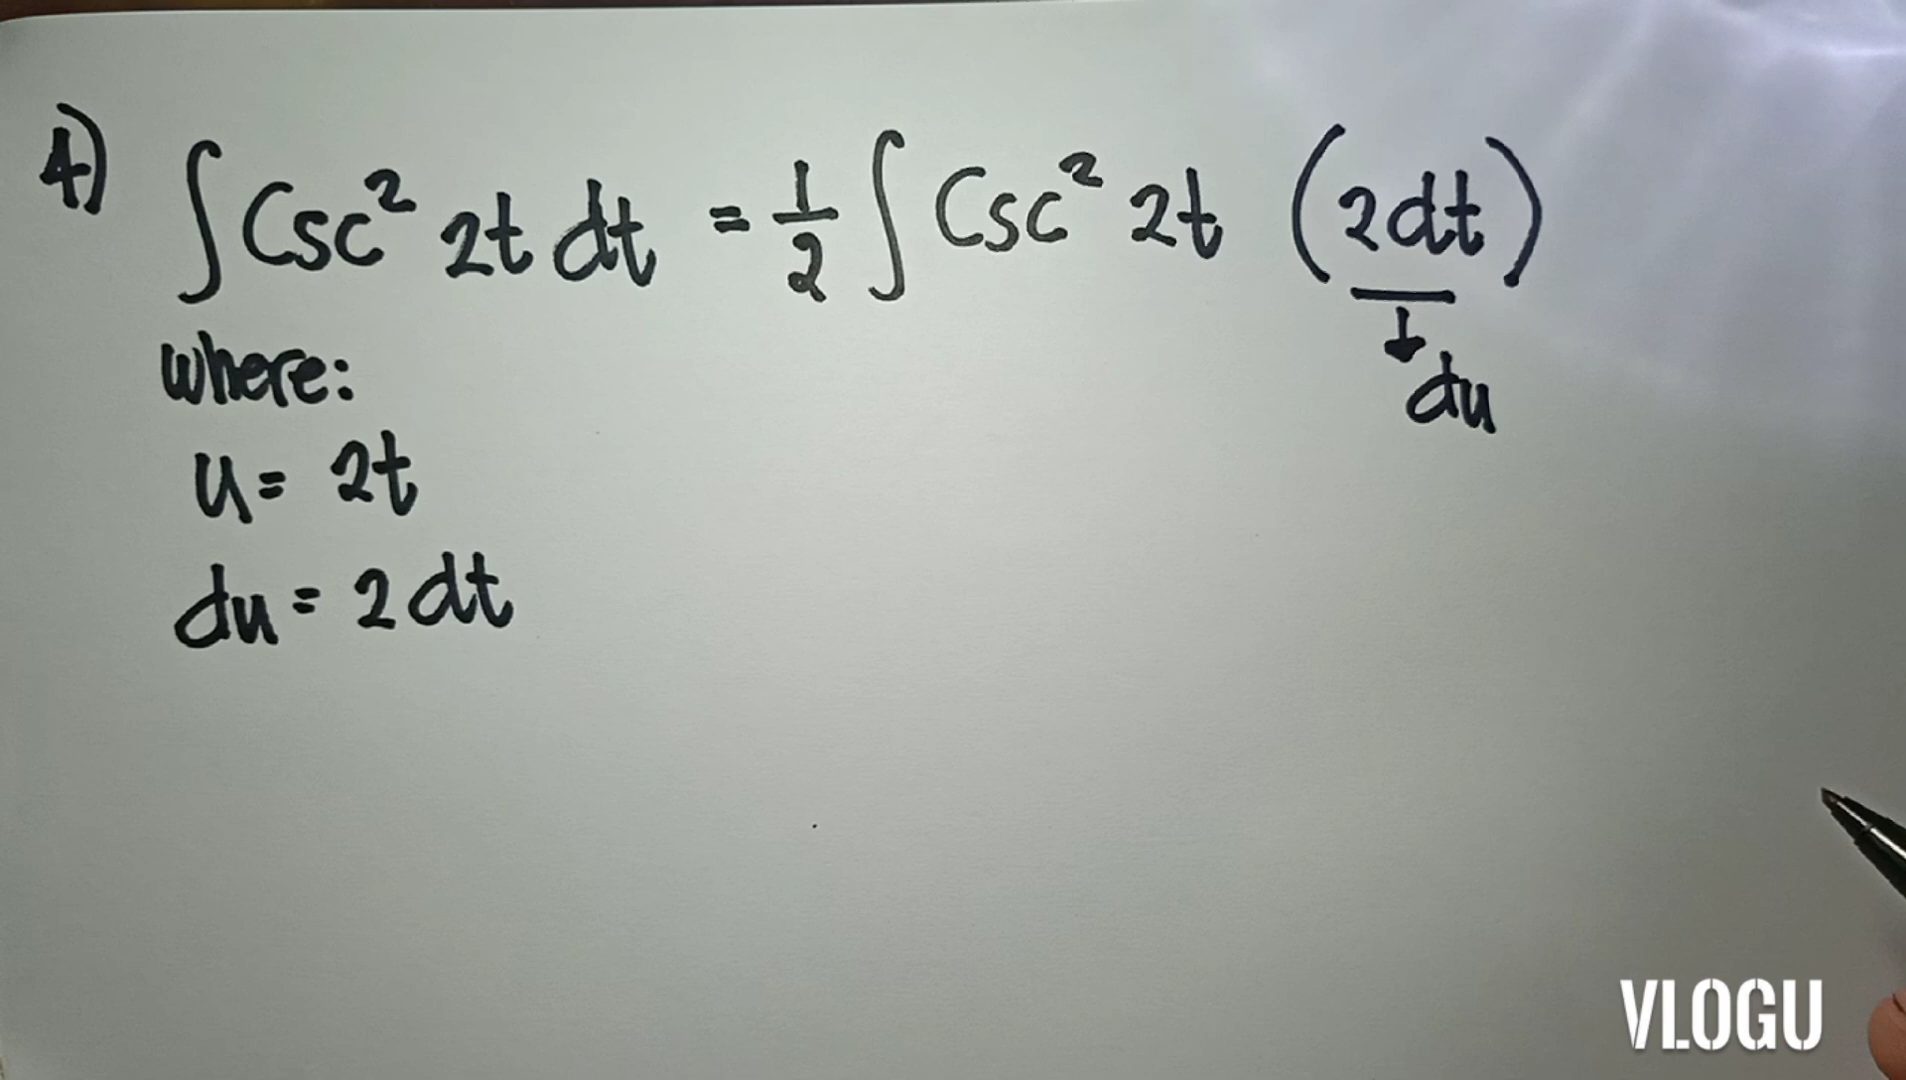 4) ∫ Csc² 2t dt = 1/2 ∫ Csc² 2t (2dt)
du
where:
u = 2t
du = 2dt
VLOGU